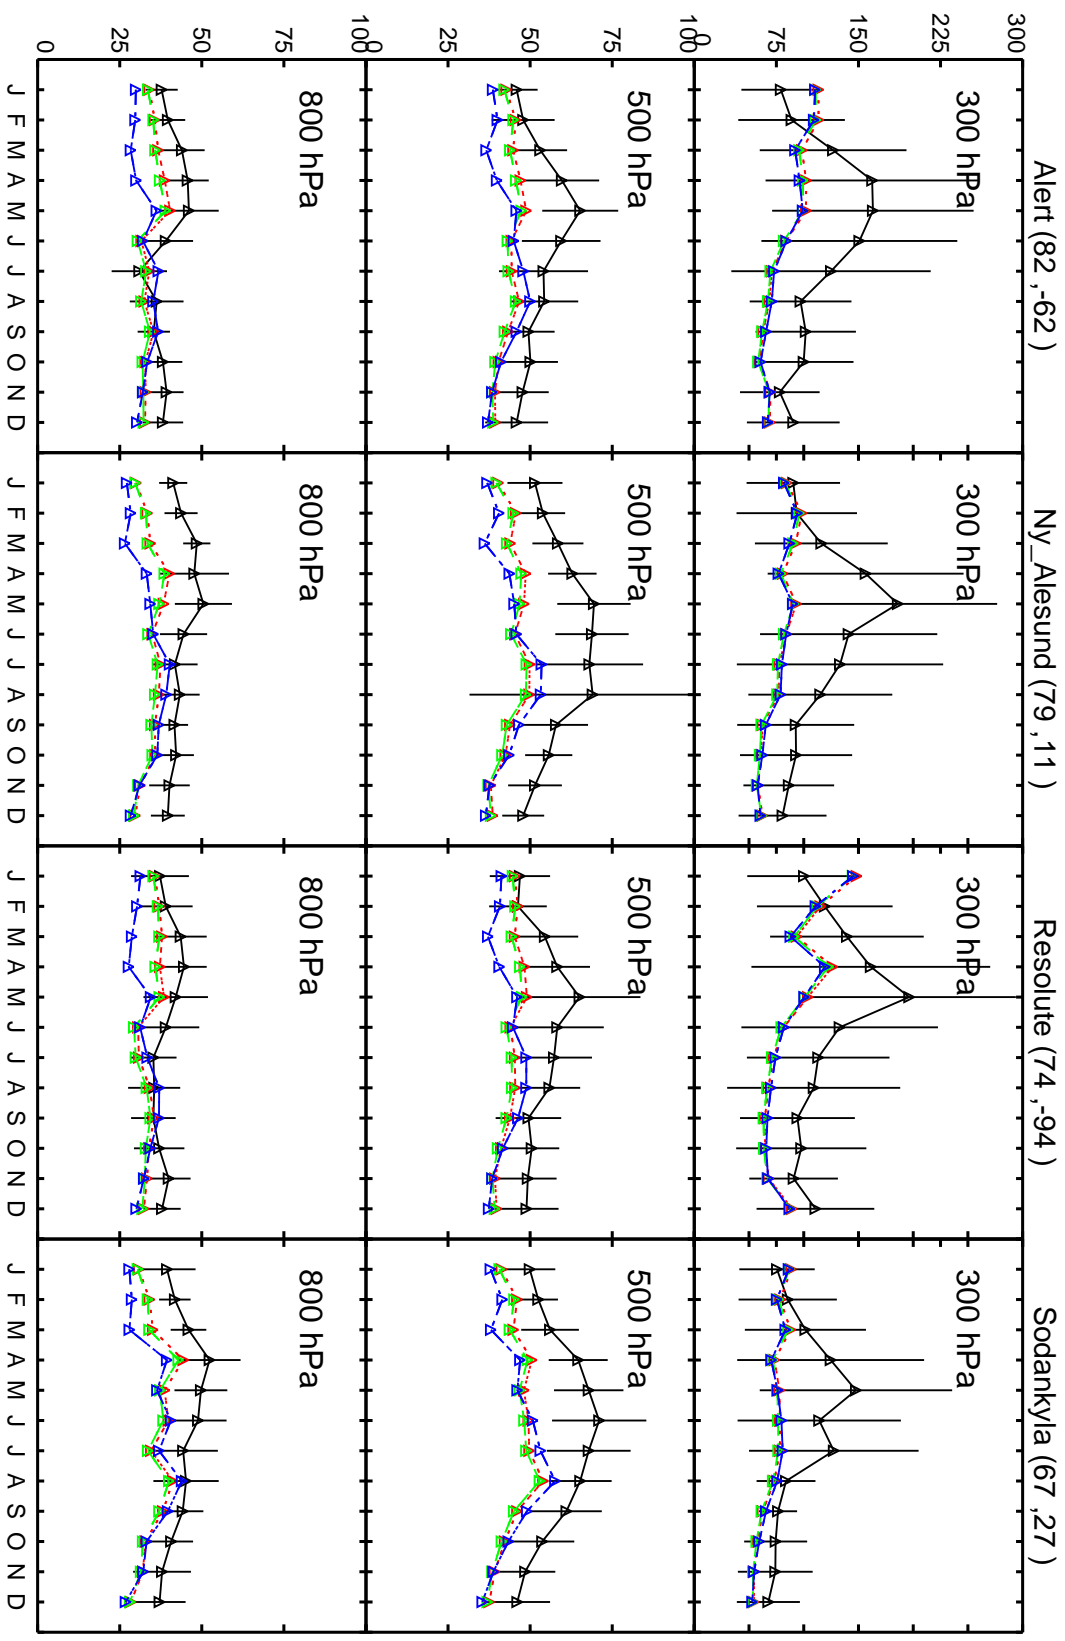 Alert (82 ,-62 )
Ny_Alesund (79 ,11 )
Resolute (74 ,-94 )
Sodankyla (67 ,27 )
300
225
150
75
0
300 hPa
300 hPa
300 hPa
300 hPa
100
75
50
25
0
500 hPa
500 hPa
500 hPa
500 hPa
100
75
50
25
0
800 hPa
800 hPa
800 hPa
800 hPa
J F M A M J J A S O N D
J F M A M J J A S O N D
J F M A M J J A S O N D
J F M A M J J A S O N D